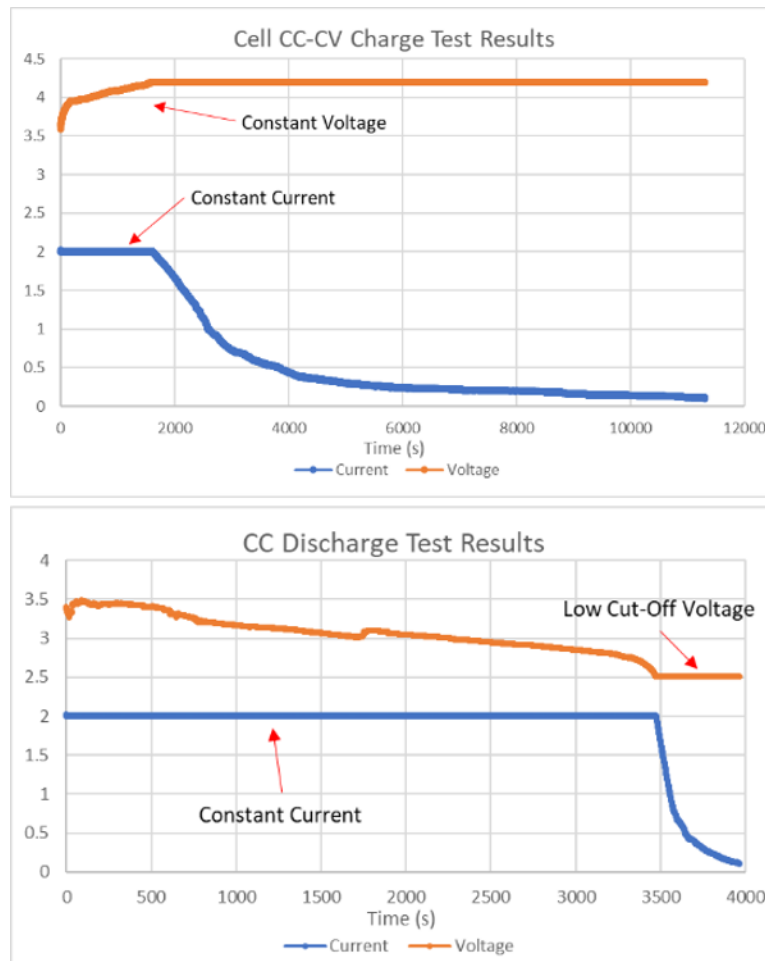 Cell CC-CV Charge Test Results
4.5
4
Constant Voltage
3.5
3
Constant Current
2.5
2
1.5
1
0.5
0
0 2000 4000 6000 8000 10000 12000
Time (s)
Current Voltage
CC Discharge Test Results
4
3.5
Low Cut-Off Voltage
3
2.5
2
1.5
1
Constant Current
0.5
0
0 500 1000 1500 2000 2500 3000 3500 4000
Time (s)
Current Voltage